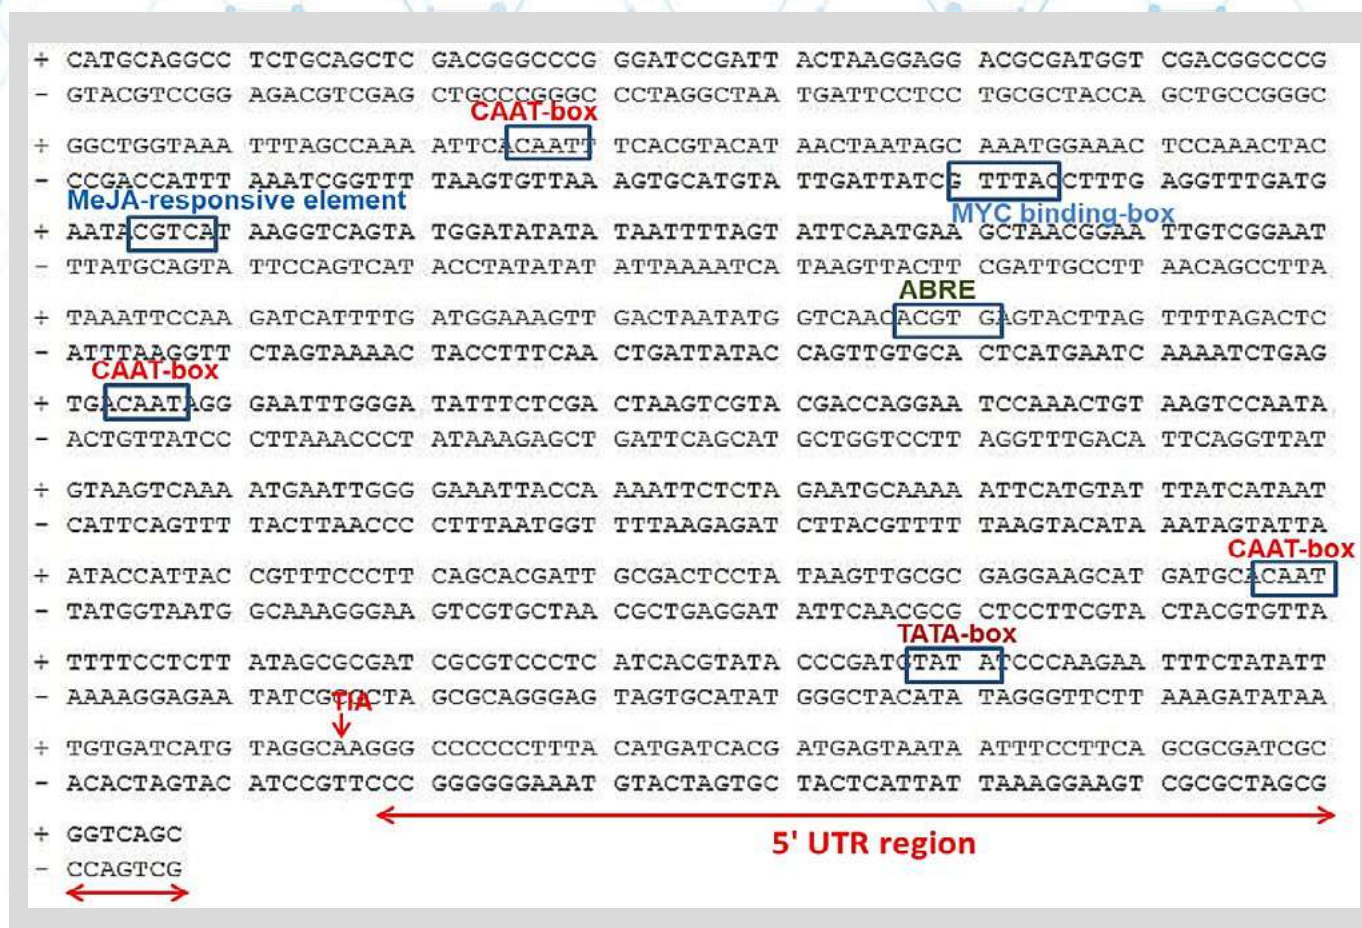 + CATGCAGGCC TCTGCAGCTC GACGGGCCCG GGATCCGATT ACTAAGGAGG ACGCGATGGT CGACGGCCCG
- GTACGTCCGG AGACGTCGAG CTGCCCGGGC CCTAGGCTAA TGATTCCTCC TGCGCTACCA GCTGCCGGGC
CAAT-box
+ GGCTGGTAAA TTTAGCCAAA ATTCACAATT TCACGTACAT AACTAATAGC AAATGGAAAC TCCAAACTAC
- CCGACCATTT AAATCGGTTT TAAGTGTTAA AGTGCATGTA TTGATTATCG TTTACCTTTG AGGTTTGATG
MeJA-responsive element MYC binding-box
+ AATACGTCAT AAGGTCAGTA TGGATATATA TAATTTTAGT ATTCAATGAA GCTAACGGAA TTGTCGGAAT
- TTATGCAGTA TTCCAGTCAT ACCTATATAT ATTAAAATCA TAAGTTACTT CGATTGCCTT AACAGCCTTA
ABRE
+ TAAATTCCAA GATCATTTTG ATGGAAAGTT GACTAATATG GTCAACACGT GAGTACTTAG TTTTAGACTC
- ATTTAAGGTT CTAGTAAAAC TACCTTTCAA CTGATTATAC CAGTTGTGCA CTCATGAATC AAAATCTGAG
CAAT-box
+ TGACAATAGG GAATTTGGGA TATTTCTCGA CTAAGTCGTA CGACCAGGAA TCCAAACTGT AAGTCCAATA
- ACTGTTATCC CTTAAACCCT ATAAAGAGCT GATTCAGCAT GCTGGTCCTT AGGTTTGACA TTCAGGTTAT
+ GTAAGTCAAA ATGAATTGGG GAAATTACCA AAATTCTCTA GAATGCAAAA ATTCATGTAT TTATCATAAT
- CATTCAGTTT TACTTAACCC CTTTAATGGT TTTAAGAGAT CTTACGTTTT TAAGTACATA AATAGTATTA
CAAT-box
+ ATACCATTAC CGTTTCCCTT CAGCACGATT GCGACTCCTA TAAGTTGCGC GAGGAAGCAT GATGCACAAT
- TATGGTAATG GCAAAGGGAA GTCGTGCTAA CGCTGAGGAT ATTCAACGCG CTCCTTCGTA CTACGTGTTA
TATA-box
+ TTTTCCTCTT ATAGCGCGAT CGCGTCCCTC ATCACGTATA CCCGATGTAT ATCCCAAGAA TTTCTATATT
- AAAAGGAGAA TATCGCGCTA GCGCAGGGAG TAGTGCATAT GGGCTACATA TAGGGTTCTT AAAGATATAA
TIA
+ TGTGATCATG TAGGCAAGGG CCCCCCTTTA CATGATCACG ATGAGTAATA ATTTCCTTCA GCGCGATCGC
- ACACTAGTAC ATCCGTTCCC GGGGGGAAAT GTACTAGTGC TACTCATTAT TAAAGGAAGT CGCGCTAGCG
+ GGTCAGC
5' UTR region
- CCAGTCG